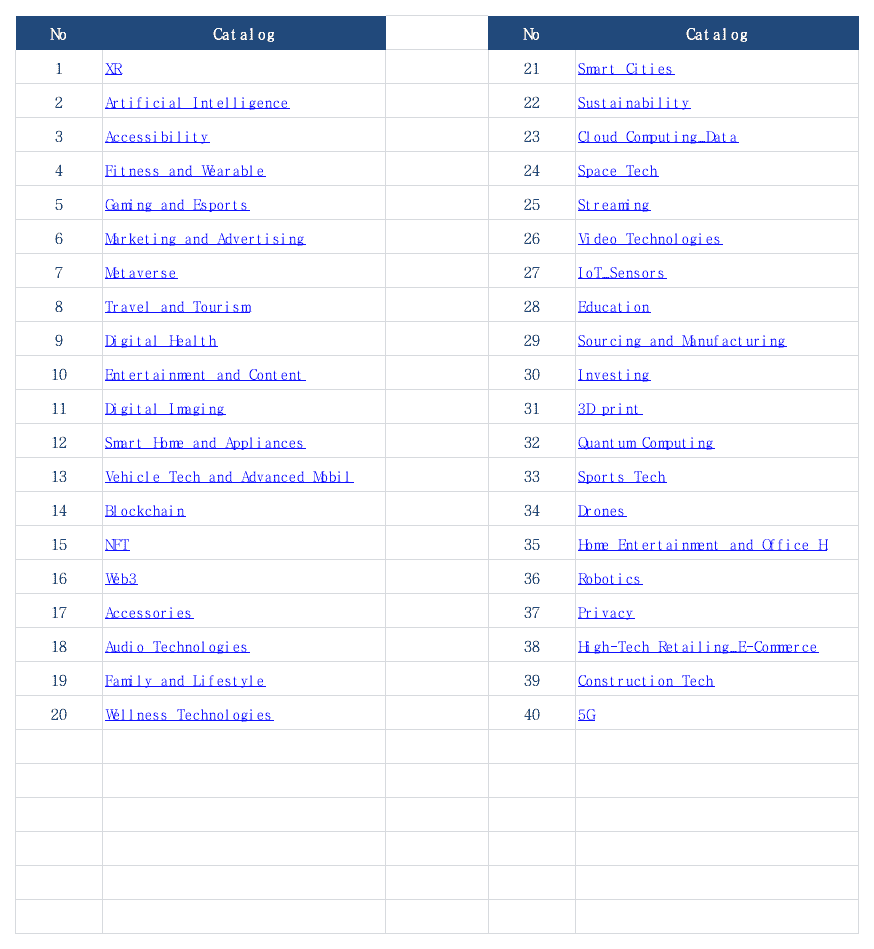 No Catalog No Catalog
1 XR 21 Smart Cities
2 Artificial Intelligence 22 Sustainability
3 Accessibility 23 Cloud Computing_Data
4 Fitness and Wearable 24 Space Tech
5 Gaming and Esports 25 Streaming
6 Marketing and Advertising 26 Video Technologies
7 Metaverse 27 IoT_Sensors
8 Travel and Tourism 28 Education
9 Digital Health 29 Sourcing and Manufacturing
10 Entertainment and Content 30 Investing
11 Digital Imaging 31 3D print
12 Smart Home and Appliances 32 Quantum Computing
13 Vehicle Tech and Advanced Mobil 33 Sports Tech
14 Blockchain 34 Drones
15 NFT 35 Home Entertainment and Office H
16 Web3 36 Robotics
17 Accessories 37 Privacy
18 Audio Technologies 38 High-Tech Retailing_E-Commerce
19 Family and Lifestyle 39 Construction Tech
20 Wellness Technologies 40 5G